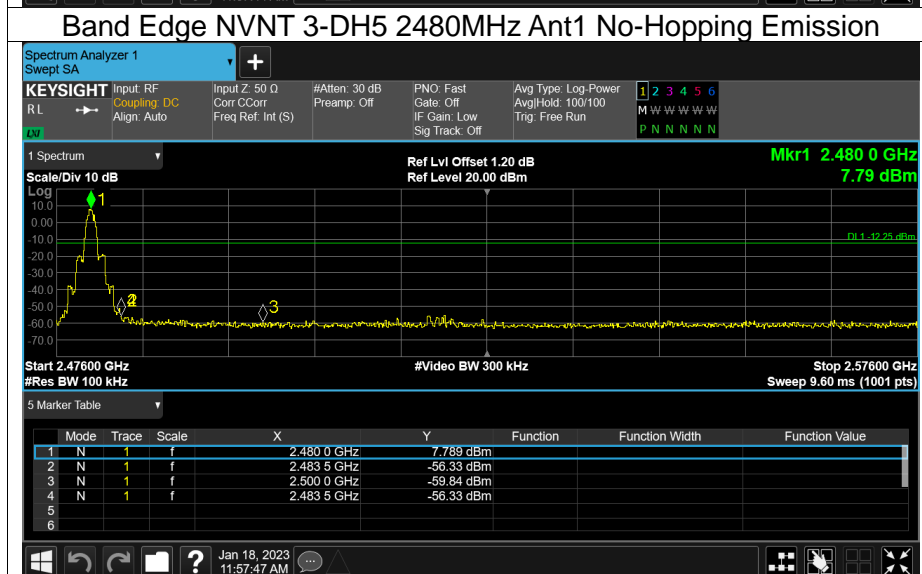 Band Edge NVNT 3-DH5 2480MHz Ant1 No-Hopping Emission
Spectrum Analyzer 1
Swept SA
+
KEYSIGHT Input: RF Input Z: 50 Ω #Atten: 30 dB PNO: Fast Avg Type: Log-Power 1 2 3 4 5 6
RL Coupling: DC Corr CCorr Preamp: Off Gate: Off Avg|Hold: 100/100 M W W W W W
Align: Auto Freq Ref: Int (S) IF Gain: Low Trig: Free Run
LXI Sig Track: Off P N N N N N
1 Spectrum Ref Lvl Offset 1.20 dB Mkr1 2.480 0 GHz
Scale/Div 10 dB Ref Level 20.00 dBm 7.79 dBm
Log
10.0 1
0.00
-10.0 DL1 -12.25 dBm
-20.0
-30.0
-40.0
-50.0 3
-60.0
-70.0
Start 2.47600 GHz #Video BW 300 kHz Stop 2.57600 GHz
#Res BW 100 kHz Sweep 9.60 ms (1001 pts)
5 Marker Table
Mode Trace Scale X Y Function Function Width Function Value
1 N 1 f 2.480 0 GHz 7.789 dBm
2 N 1 f 2.483 5 GHz -56.33 dBm
3 N 1 f 2.500 0 GHz -59.84 dBm
4 N 1 f 2.483 5 GHz -56.33 dBm
5
6
? Jan 18, 2023
11:57:47 AM